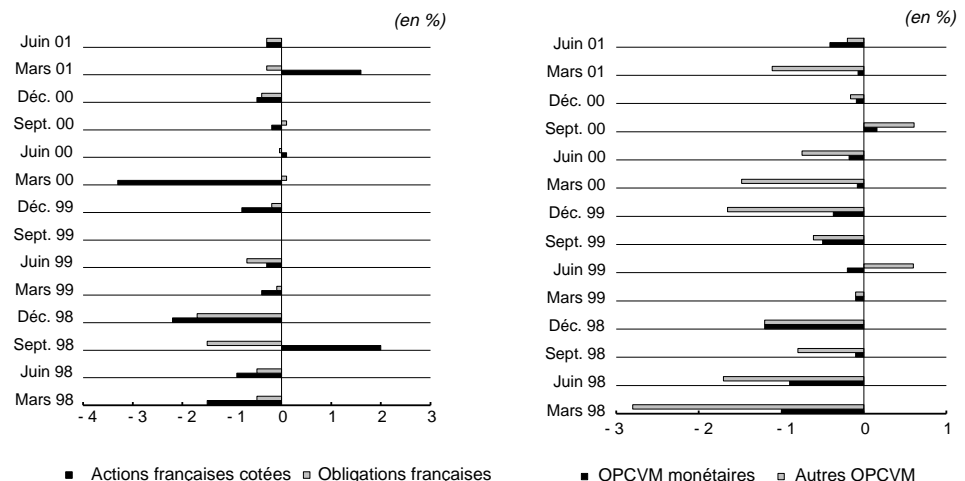 (en %)
Juin 01
Mars 01
Déc. 00
Sept. 00
Juin 00
Mars 00
Déc. 99
Sept. 99
Juin 99
Mars 99
Déc. 98
Sept. 98
Juin 98
Mars 98
- 4 - 3 - 2 - 1 0 1 2 3
Actions françaises cotées Obligations françaises
(en %)
Juin 01
Mars 01
Déc. 00
Sept. 00
Juin 00
Mars 00
Déc. 99
Sept. 99
Juin 99
Mars 99
Déc. 98
Sept. 98
Juin 98
Mars 98
- 3 - 2 - 1 0 1
OPCVM monétaires Autres OPCVM